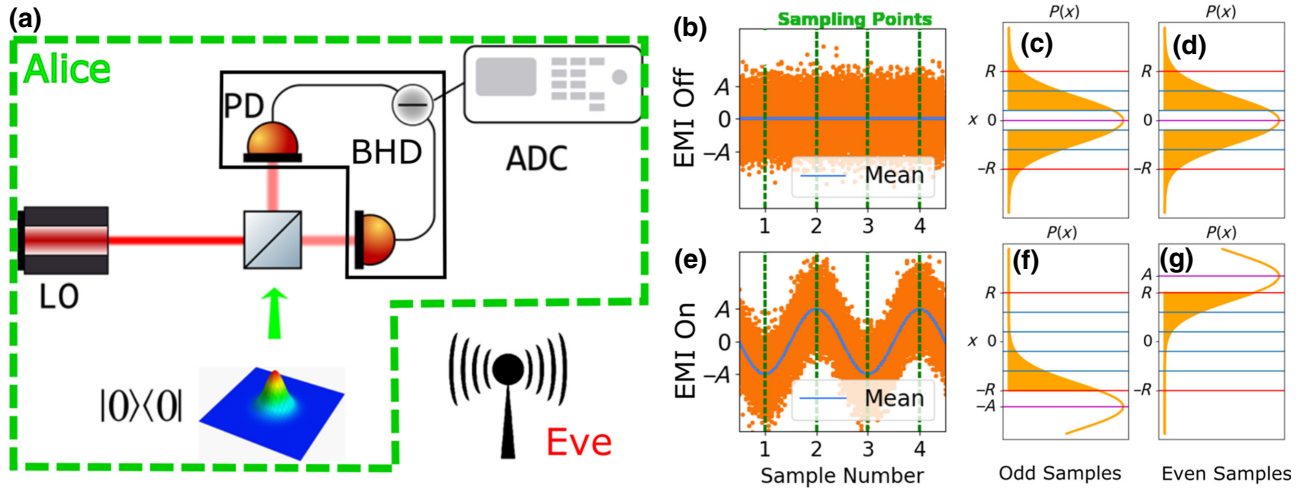 (a)
Alice
PD
BHD
ADC
LO
|0⟩⟨0|
Eve
(b)
Sampling Points
EMI Off
A
0
−A
Mean
1 2 3 4
(c)
P(x)
R
x 0
-R
(d)
P(x)
R
0
-R
(e)
EMI On
A
0
−A
Mean
1 2 3 4
Sample Number
(f)
P(x)
R
x 0
-R
-A
Odd Samples
(g)
P(x)
A
R
0
-R
Even Samples